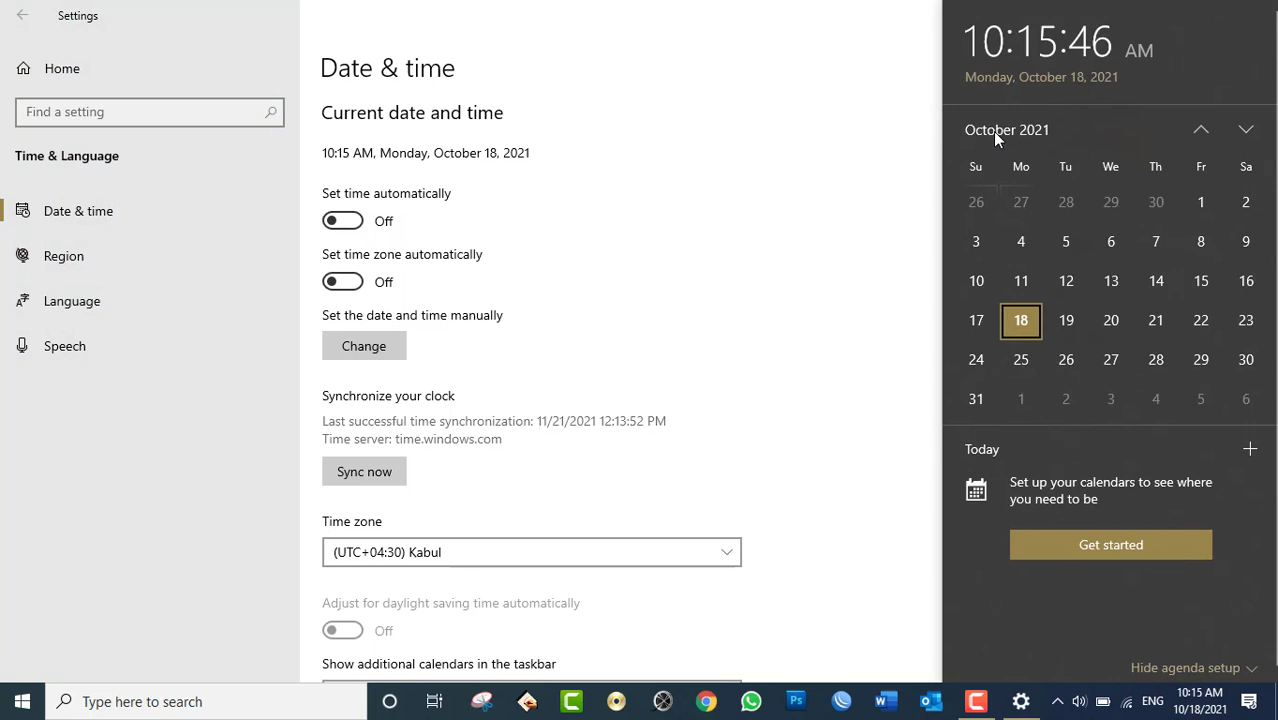 Settings
Home
Find a setting
Time & Language
Date & time
Region
Language
Speech
Date & time
Current date and time
10:15 AM, Monday, October 18, 2021
Set time automatically
Off
Set time zone automatically
Off
Set the date and time manually
Change
Synchronize your clock
Last successful time synchronization: 11/21/2021 12:13:52 PM
Time server: time.windows.com
Sync now
Time zone
(UTC+04:30) Kabul
Adjust for daylight saving time automatically
Off
Show additional calendars in the taskbar
10:15:46 AM
Monday, October 18, 2021
October 2021
Su Mo Tu We Th Fr Sa
26 27 28 29 30 1 2
3 4 5 6 7 8 9
10 11 12 13 14 15 16
17 18 19 20 21 22 23
24 25 26 27 28 29 30
31 1 2 3 4 5 6
Today
Set up your calendars to see where
you need to be
Get started
Hide agenda setup
Type here to search
ENG
10:15 AM
10/18/2021